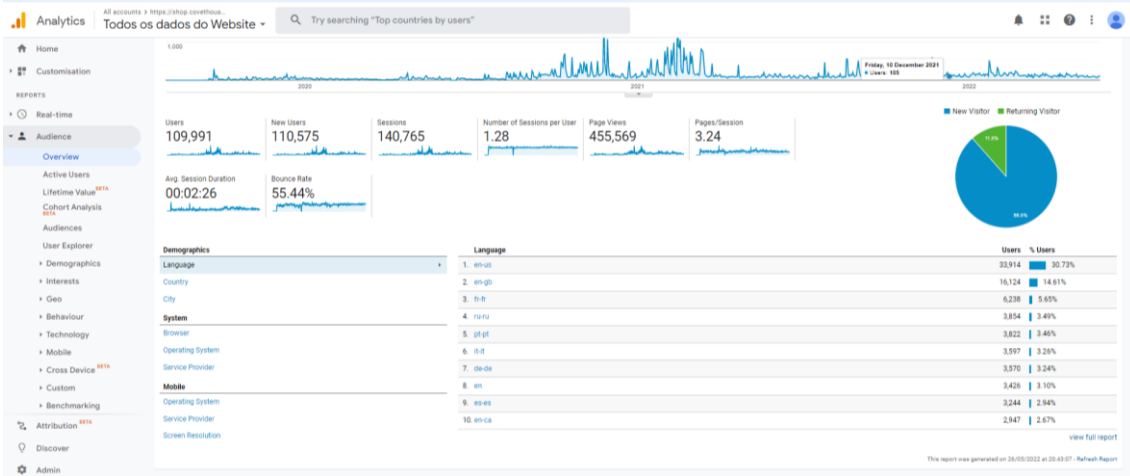 All accounts > https://shop.covethous...
Analytics
Todos os dados do Website
Try searching "Top countries by users"
Home
Customisation
REPORTS
Real-time
Audience
Overview
Active Users
Lifetime Value BETA
Cohort Analysis
BETA
Audiences
User Explorer
Demographics
Interests
Geo
Behaviour
Technology
Mobile
Cross Device BETA
Custom
Benchmarking
Attribution BETA
Discover
Admin
1,000
Friday, 10 December 2021
Users: 185
2020 2021 2022
New Visitor Returning Visitor
Users New Users Sessions Number of Sessions per User Page Views Pages/Session
109,991 110,575 140,765 1.28 455,569 3.24
Avg. Session Duration Bounce Rate
00:02:26 55.44%
Demographics
Language
Country
City
System
Browser
Operating System
Service Provider
Mobile
Operating System
Service Provider
Screen Resolution
Language Users % Users
1. en-us 33,914 30.73%
2. en-gb 16,124 14.61%
3. fr-fr 6,238 5.65%
4. ru-ru 3,854 3.49%
5. pt-pt 3,822 3.46%
6. it-it 3,597 3.26%
7. de-de 3,570 3.24%
8. en 3,426 3.10%
9. es-es 3,244 2.94%
10. en-ca 2,947 2.67%
view full report
This report was generated on 26/05/2022 at 20:43:07 - Refresh Report